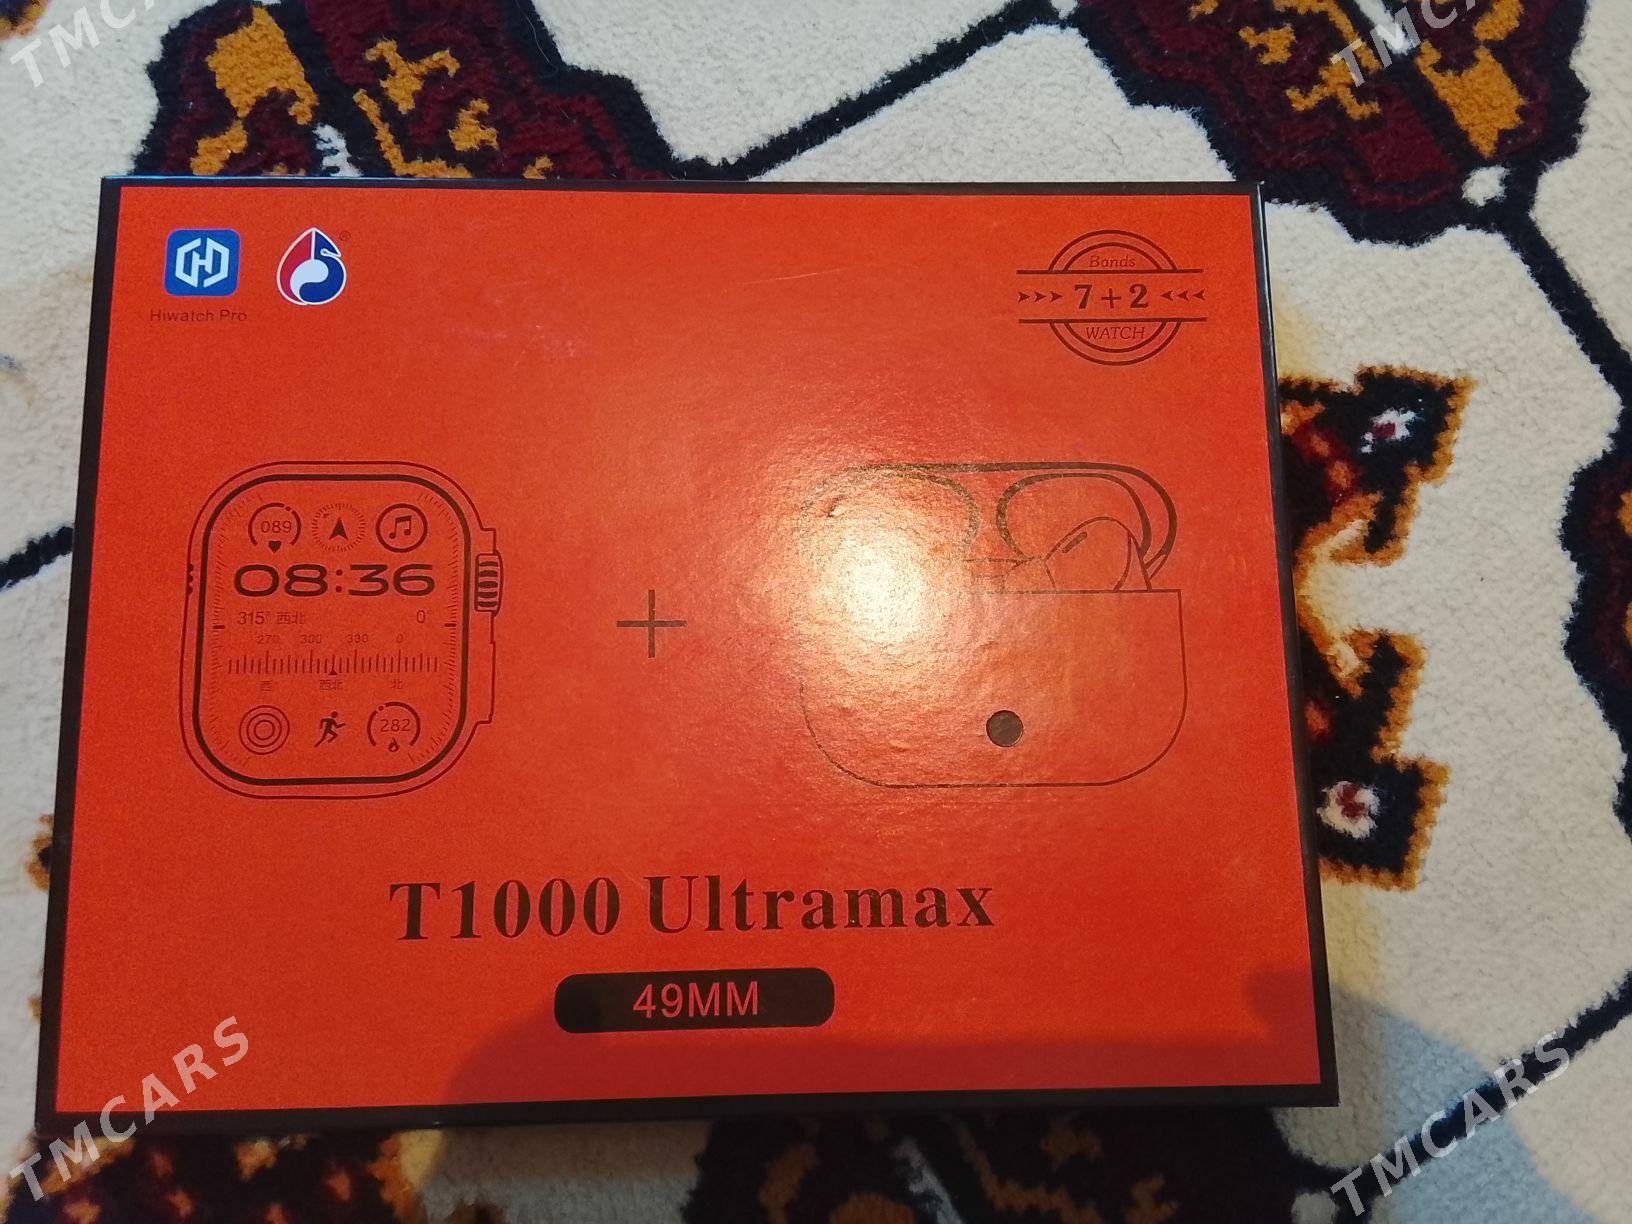 TMCARS
TMCARS
Hiwatch Pro
®
Bands
7+2
WATCH
089
08:36
315° 西北 0°
270 300 330 0
西 西北 北
282
T1000 Ultramax
49MM
TMCARS
TMCARS